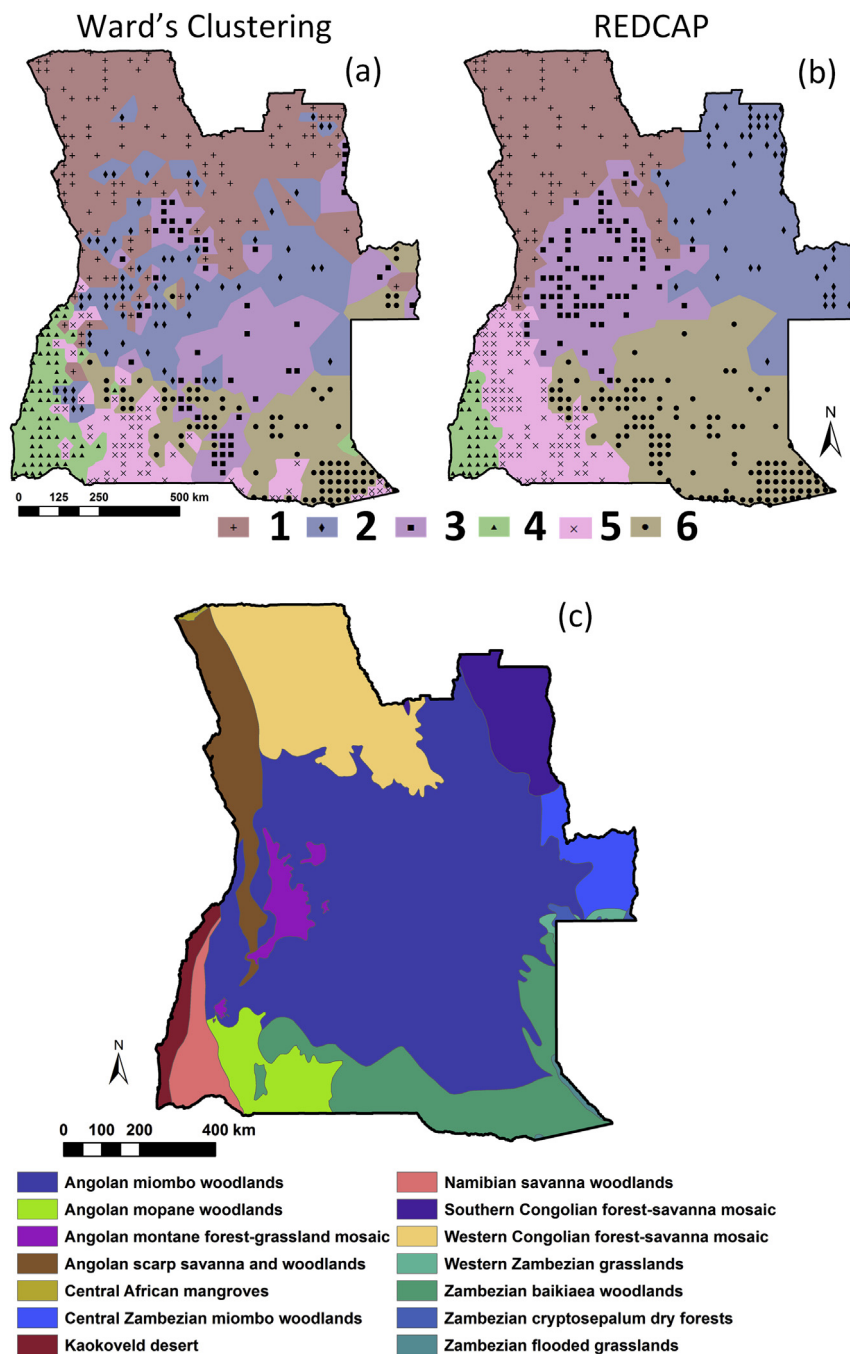 Ward's Clustering
REDCAP
(a)
(b)
N
0 125 250 500 km
1 2 3 4 5 6
(c)
N
0 100 200 400 km
Angolan miombo woodlands
Angolan mopane woodlands
Angolan montane forest-grassland mosaic
Angolan scarp savanna and woodlands
Central African mangroves
Central Zambezian miombo woodlands
Kaokoveld desert
Namibian savanna woodlands
Southern Congolian forest-savanna mosaic
Western Congolian forest-savanna mosaic
Western Zambezian grasslands
Zambezian baikiaea woodlands
Zambezian cryptosepalum dry forests
Zambezian flooded grasslands